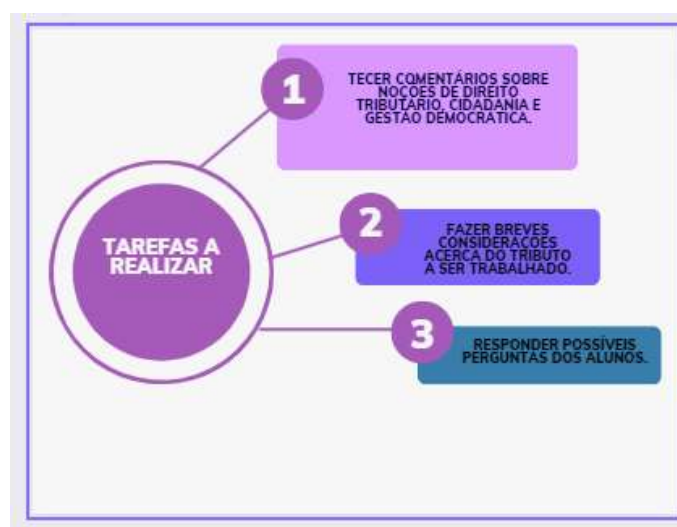 1
TECER COMENTÁRIOS SOBRE
NOÇÕES DE DIREITO
TRIBUTÁRIO, CIDADANIA E
GESTÃO DEMOCRÁTICA.
TAREFAS A
REALIZAR
2
FAZER BREVES
CONSIDERAÇÕES
ACERCA DO TRIBUTO
A SER TRABALHADO.
3
RESPONDER POSSÍVEIS
PERGUNTAS DOS ALUNOS.